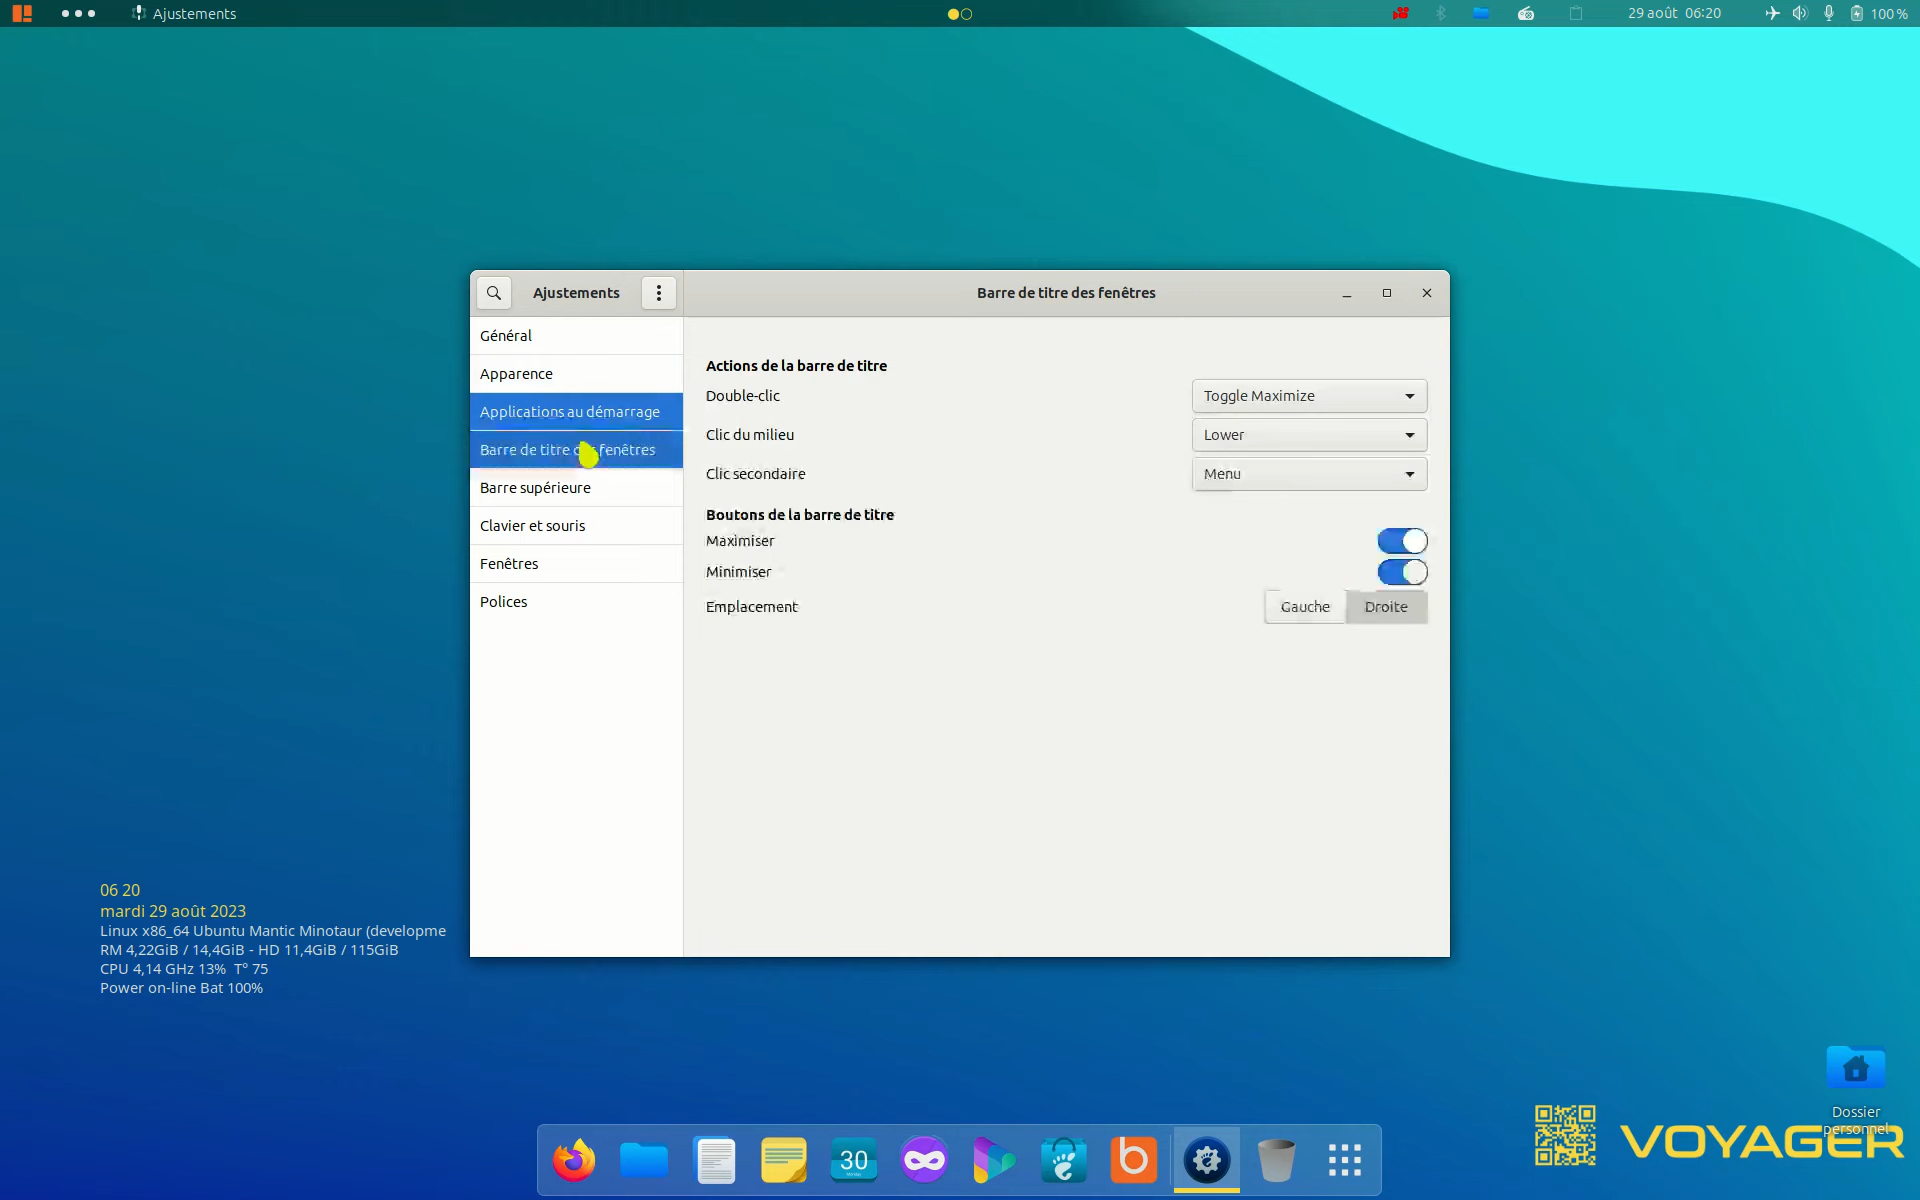 Ajustements
29 août 06:20
100 %
Ajustements
Barre de titre des fenêtres
Général
Apparence
Applications au démarrage
Barre de titre des fenêtres
Barre supérieure
Clavier et souris
Fenêtres
Polices
Actions de la barre de titre
Double-clic
Toggle Maximize
Clic du milieu
Lower
Clic secondaire
Menu
Boutons de la barre de titre
Maximiser
Minimiser
Emplacement
Gauche
Droite
06 20
mardi 29 août 2023
Linux x86_64 Ubuntu Mantic Minotaur (developme
RM 4,22GiB / 14,4GiB - HD 11,4GiB / 115GiB
CPU 4,14 GHz 13% T° 75
Power on-line Bat 100%
Dossier
personnel
VOYAGER
30